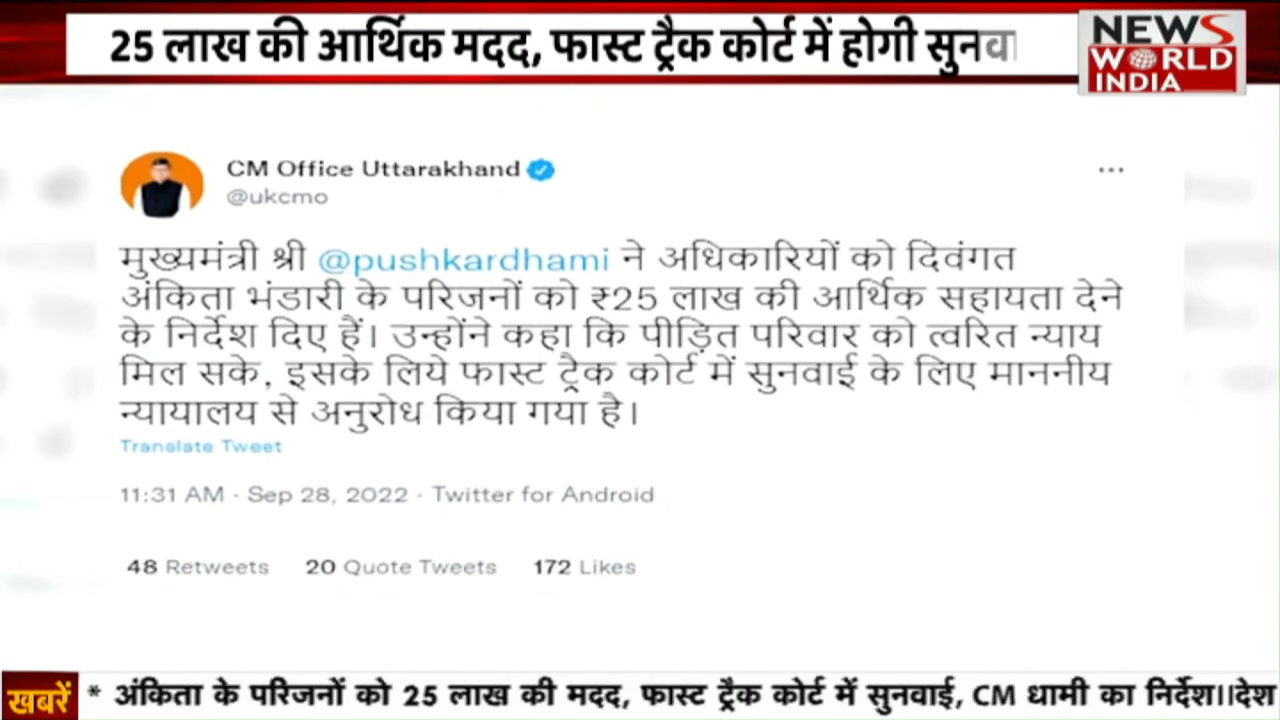 25 लाख की आर्थिक मदद, फास्ट ट्रैक कोर्ट में होगी
NEWS
WORLD
INDIA
CM Office Uttarakhand
@ukcmo
मुख्यमंत्री श्री @pushkardhami ने अधिकारियों को दिवंगत
अंकिता भंडारी के परिजनों को ₹25 लाख की आर्थिक सहायता देने
के निर्देश दिए हैं। उन्होंने कहा कि पीड़ित परिवार को त्वरित न्याय
मिल सके, इसके लिये फास्ट ट्रैक कोर्ट में सुनवाई के लिए माननीय
न्यायालय से अनुरोध किया गया है।
Translate Tweet
11:31 AM · Sep 28, 2022 · Twitter for Android
48 Retweets 20 Quote Tweets 172 Likes
खबरें * अंकिता के परिजनों को 25 लाख की मदद, फास्ट ट्रैक कोर्ट में सुनवाई, CM धामी का निर्देश।।देश